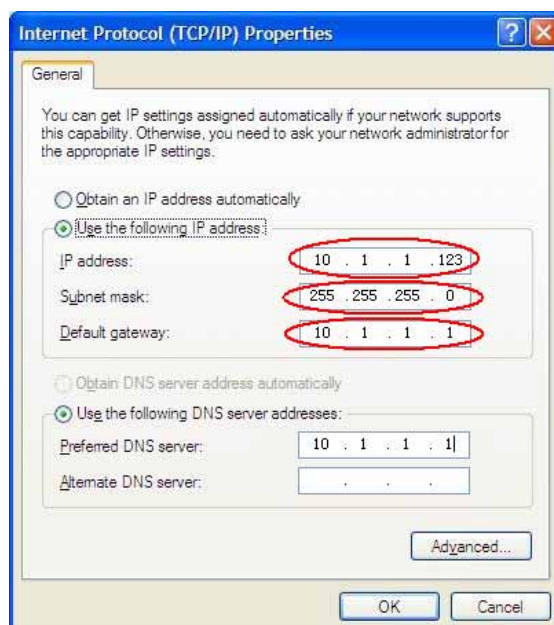 Internet Protocol (TCP/IP) Properties
General
You can get IP settings assigned automatically if your network supports
this capability. Otherwise, you need to ask your network administrator for
the appropriate IP settings.
Obtain an IP address automatically
Use the following IP address:
IP address: 10 . 1 . 1 .123
Subnet mask: 255 .255 .255 . 0
Default gateway: 10 . 1 . 1 . 1
Obtain DNS server address automatically
Use the following DNS server addresses:
Preferred DNS server: 10 . 1 . 1 . 1
Alternate DNS server: . . .
Advanced...
OK Cancel